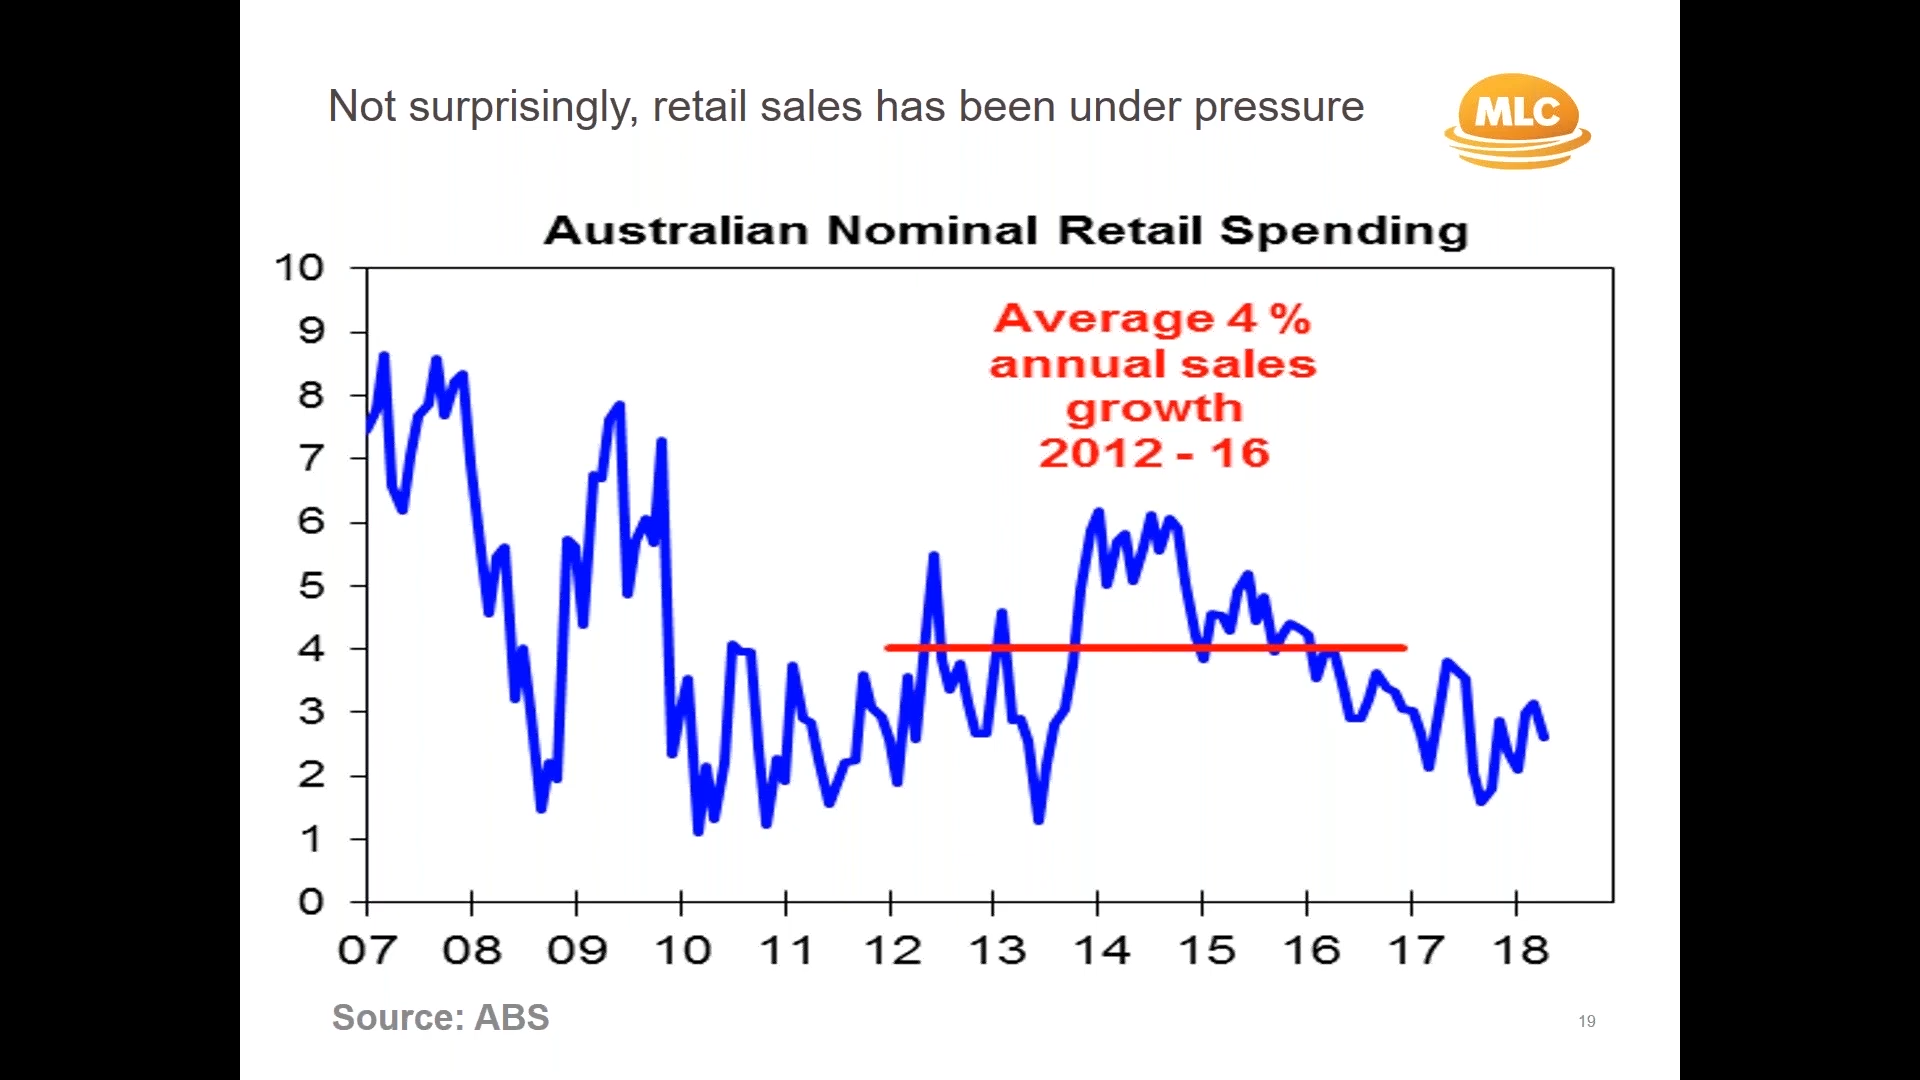 Not surprisingly, retail sales has been under pressure
MLC
Australian Nominal Retail Spending
10
9
8
7
6
5
4
3
2
1
0
Average 4 %
annual sales
growth
2012 - 16
07 08 09 10 11 12 13 14 15 16 17 18
Source: ABS
19